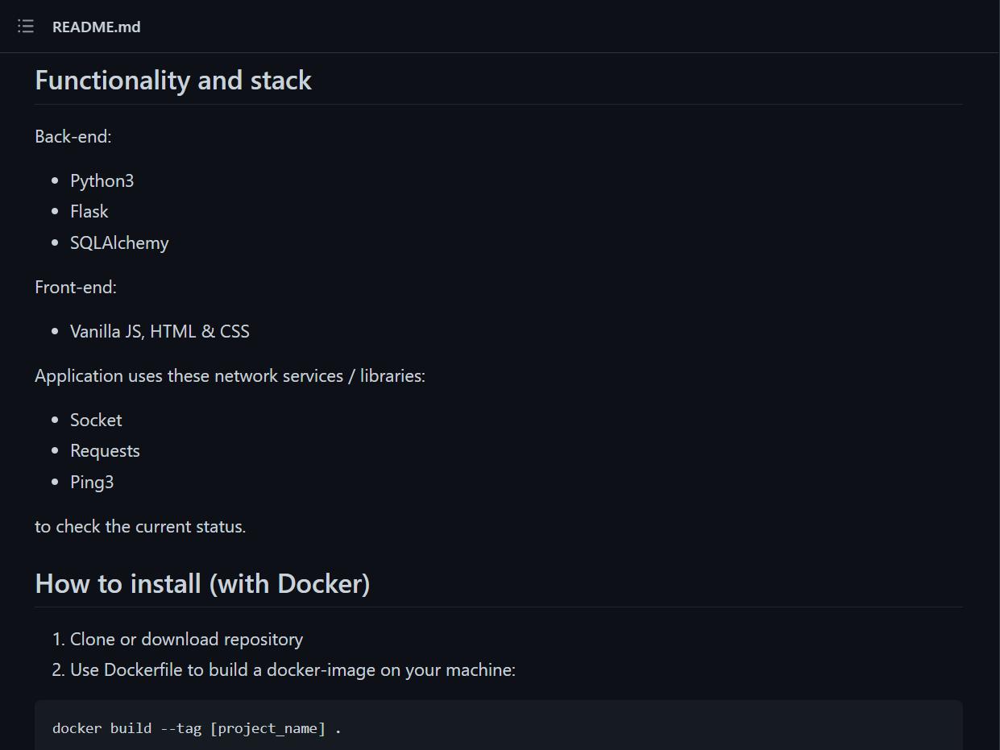 README.md
Functionality and stack
Back-end:
• Python3
• Flask
• SQLAlchemy
Front-end:
• Vanilla JS, HTML & CSS
Application uses these network services / libraries:
• Socket
• Requests
• Ping3
to check the current status.
How to install (with Docker)
1. Clone or download repository
2. Use Dockerfile to build a docker-image on your machine:
docker build --tag [project_name] .